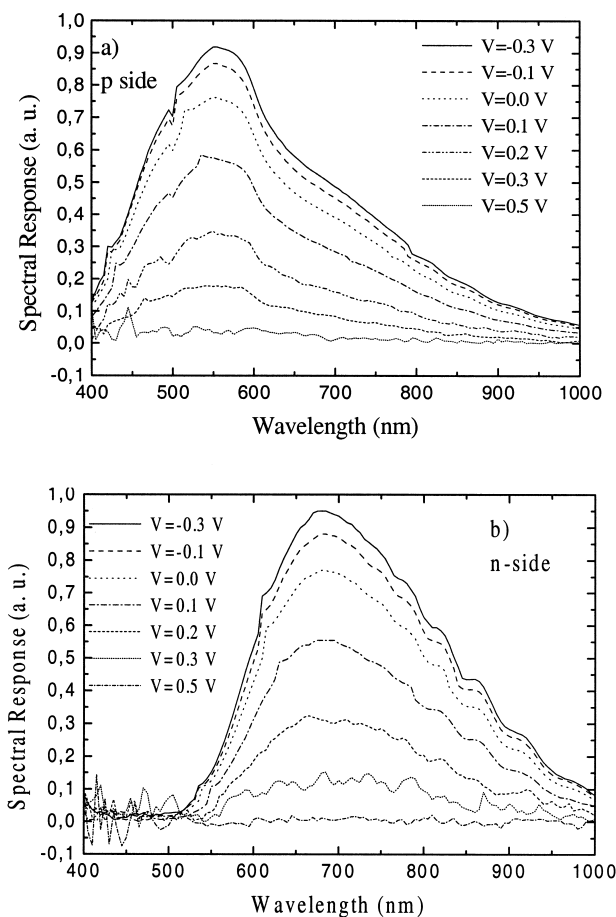 a)
p side
V=-0.3 V
V=-0.1 V
V=0.0 V
V=0.1 V
V=0.2 V
V=0.3 V
V=0.5 V
1,0
0,9
0,8
0,7
0,6
0,5
0,4
0,3
0,2
0,1
0,0
-0,1
Spectral Response (a. u.)
400 500 600 700 800 900 1000
Wavelength (nm)
b)
n-side
V=-0.3 V
V=-0.1 V
V=0.0 V
V=0.1 V
V=0.2 V
V=0.3 V
V=0.5 V
1,0
0,9
0,8
0,7
0,6
0,5
0,4
0,3
0,2
0,1
0,0
-0,1
Spectral Response (a. u.)
400 500 600 700 800 900 1000
Wavelength (nm)